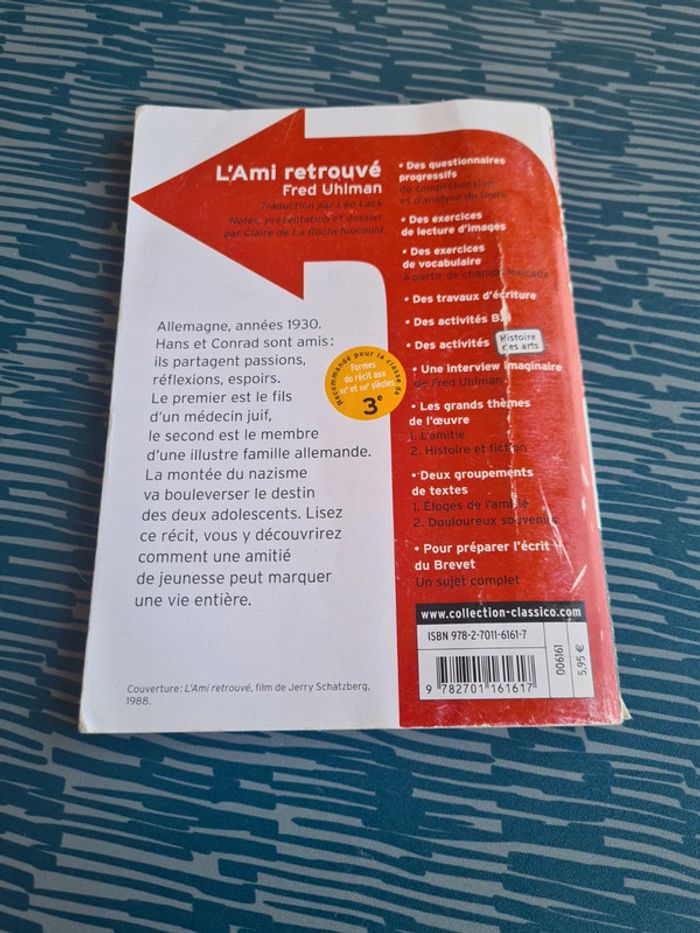 L'Ami retrouvé
Fred Uhlman
Traduction par Léo Lack
Notes, présentation et dossier
par Claire de La Rochefoucauld
Allemagne, années 1930.
Hans et Conrad sont amis :
ils partagent passions,
réflexions, espoirs.
Le premier est le fils
d'un médecin juif,
le second est le membre
d'une illustre famille allemande.
La montée du nazisme
va bouleverser le destin
des deux adolescents. Lisez
ce récit, vous y découvrirez
comment une amitié
de jeunesse peut marquer
une vie entière.
Recommandé pour la classe de
Formes
du récit aux
XXe et XXIe siècles
3e
• Des questionnaires
progressifs
de compréhension
et d'analyse du texte
• Des exercices
de lecture d'images
• Des exercices
de vocabulaire
à partir de champs lexicaux
• Des travaux d'écriture
• Des activités
• Des activités Histoire
des arts
• Une interview imaginaire
de Fred Uhlman
• Les grands thèmes
de l'œuvre
1. L'amitié
2. Histoire et fiction
• Deux groupements
de textes
1. Éloges de l'amitié
2. Douloureux souvenirs
• Pour préparer l'écrit
du Brevet
Un sujet complet
www.collection-classico.com
ISBN 978-2-7011-6161-7
9 782701 161617
006161
5,95 €
Couverture : L'Ami retrouvé, film de Jerry Schatzberg,
1988.